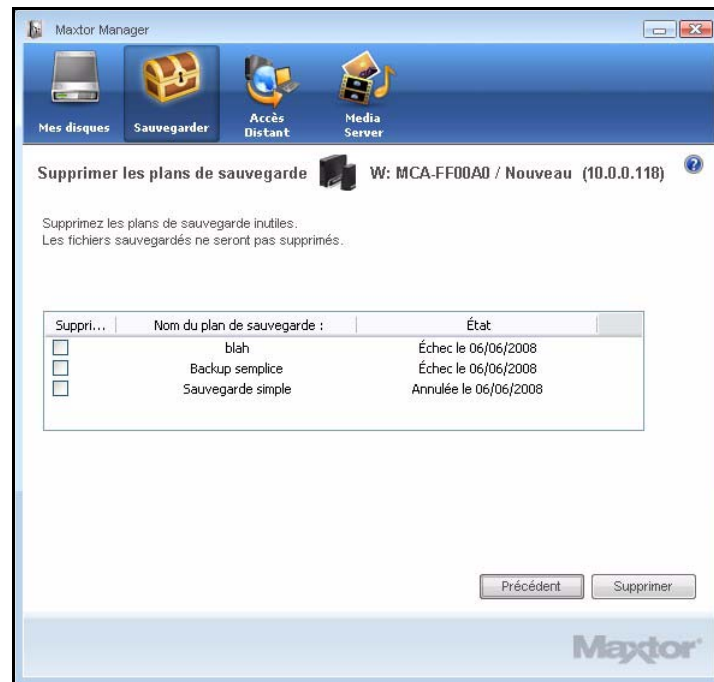 Maxtor Manager
Mes disques
Sauvegarder
Accès
Distant
Media
Server
Supprimer les plans de sauvegarde W: MCA-FF00A0 / Nouveau (10.0.0.118) ?
Supprimez les plans de sauvegarde inutiles.
Les fichiers sauvegardés ne seront pas supprimés.
Suppri... Nom du plan de sauvegarde : État
blah Échec le 06/06/2008
Backup semplice Échec le 06/06/2008
Sauvegarde simple Annulée le 06/06/2008
Précédent Supprimer
Maxtor